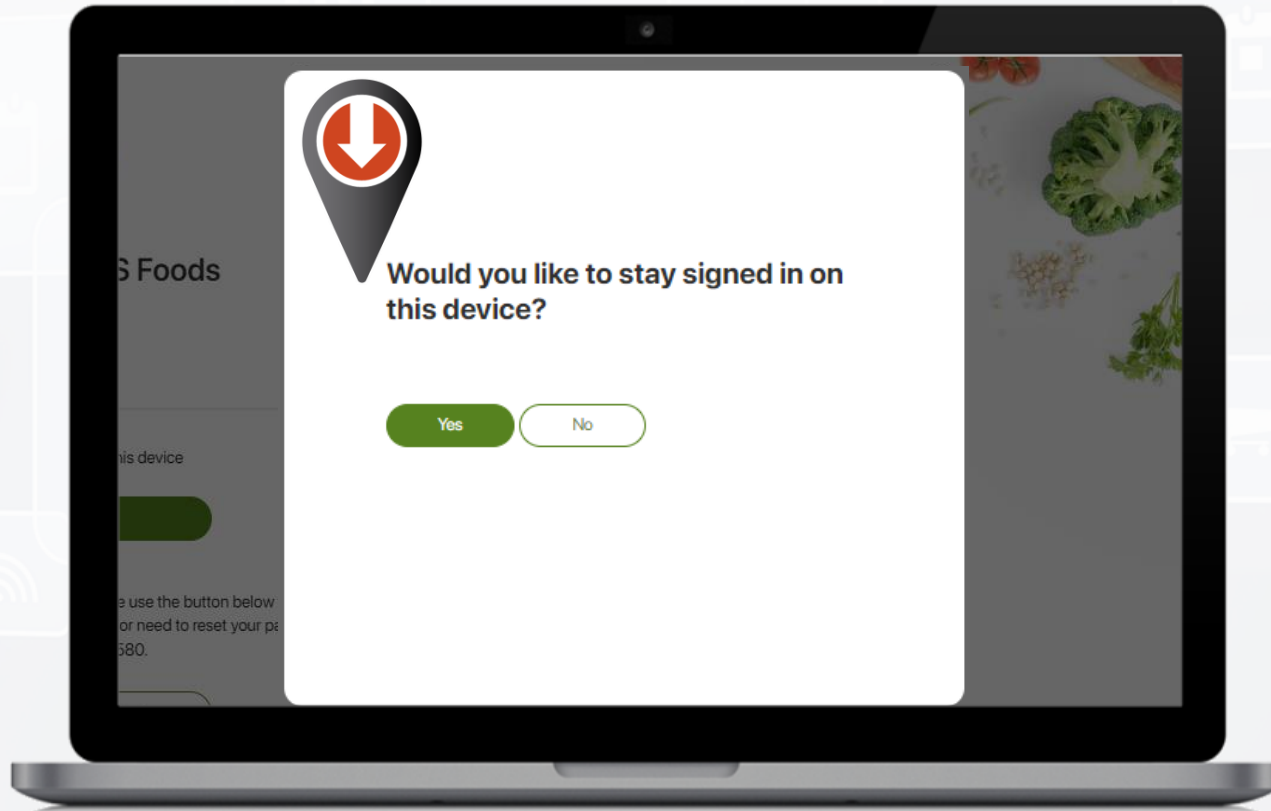 S Foods
his device
e use the button below
or need to reset your pa
580.
Would you like to stay signed in on
this device?
Yes
No